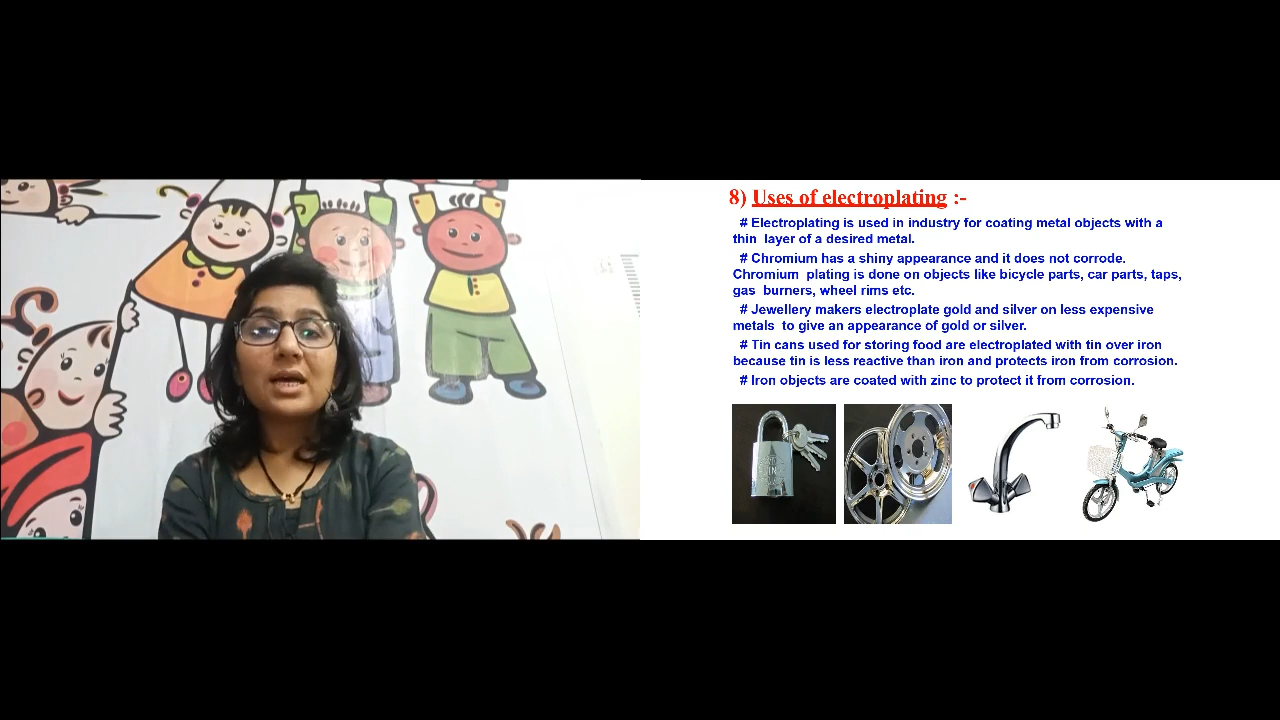 8) Uses of electroplating :-
# Electroplating is used in industry for coating metal objects with a
thin layer of a desired metal.
# Chromium has a shiny appearance and it does not corrode.
Chromium plating is done on objects like bicycle parts, car parts, taps,
gas burners, wheel rims etc.
# Jewellery makers electroplate gold and silver on less expensive
metals to give an appearance of gold or silver.
# Tin cans used for storing food are electroplated with tin over iron
because tin is less reactive than iron and protects iron from corrosion.
# Iron objects are coated with zinc to protect it from corrosion.